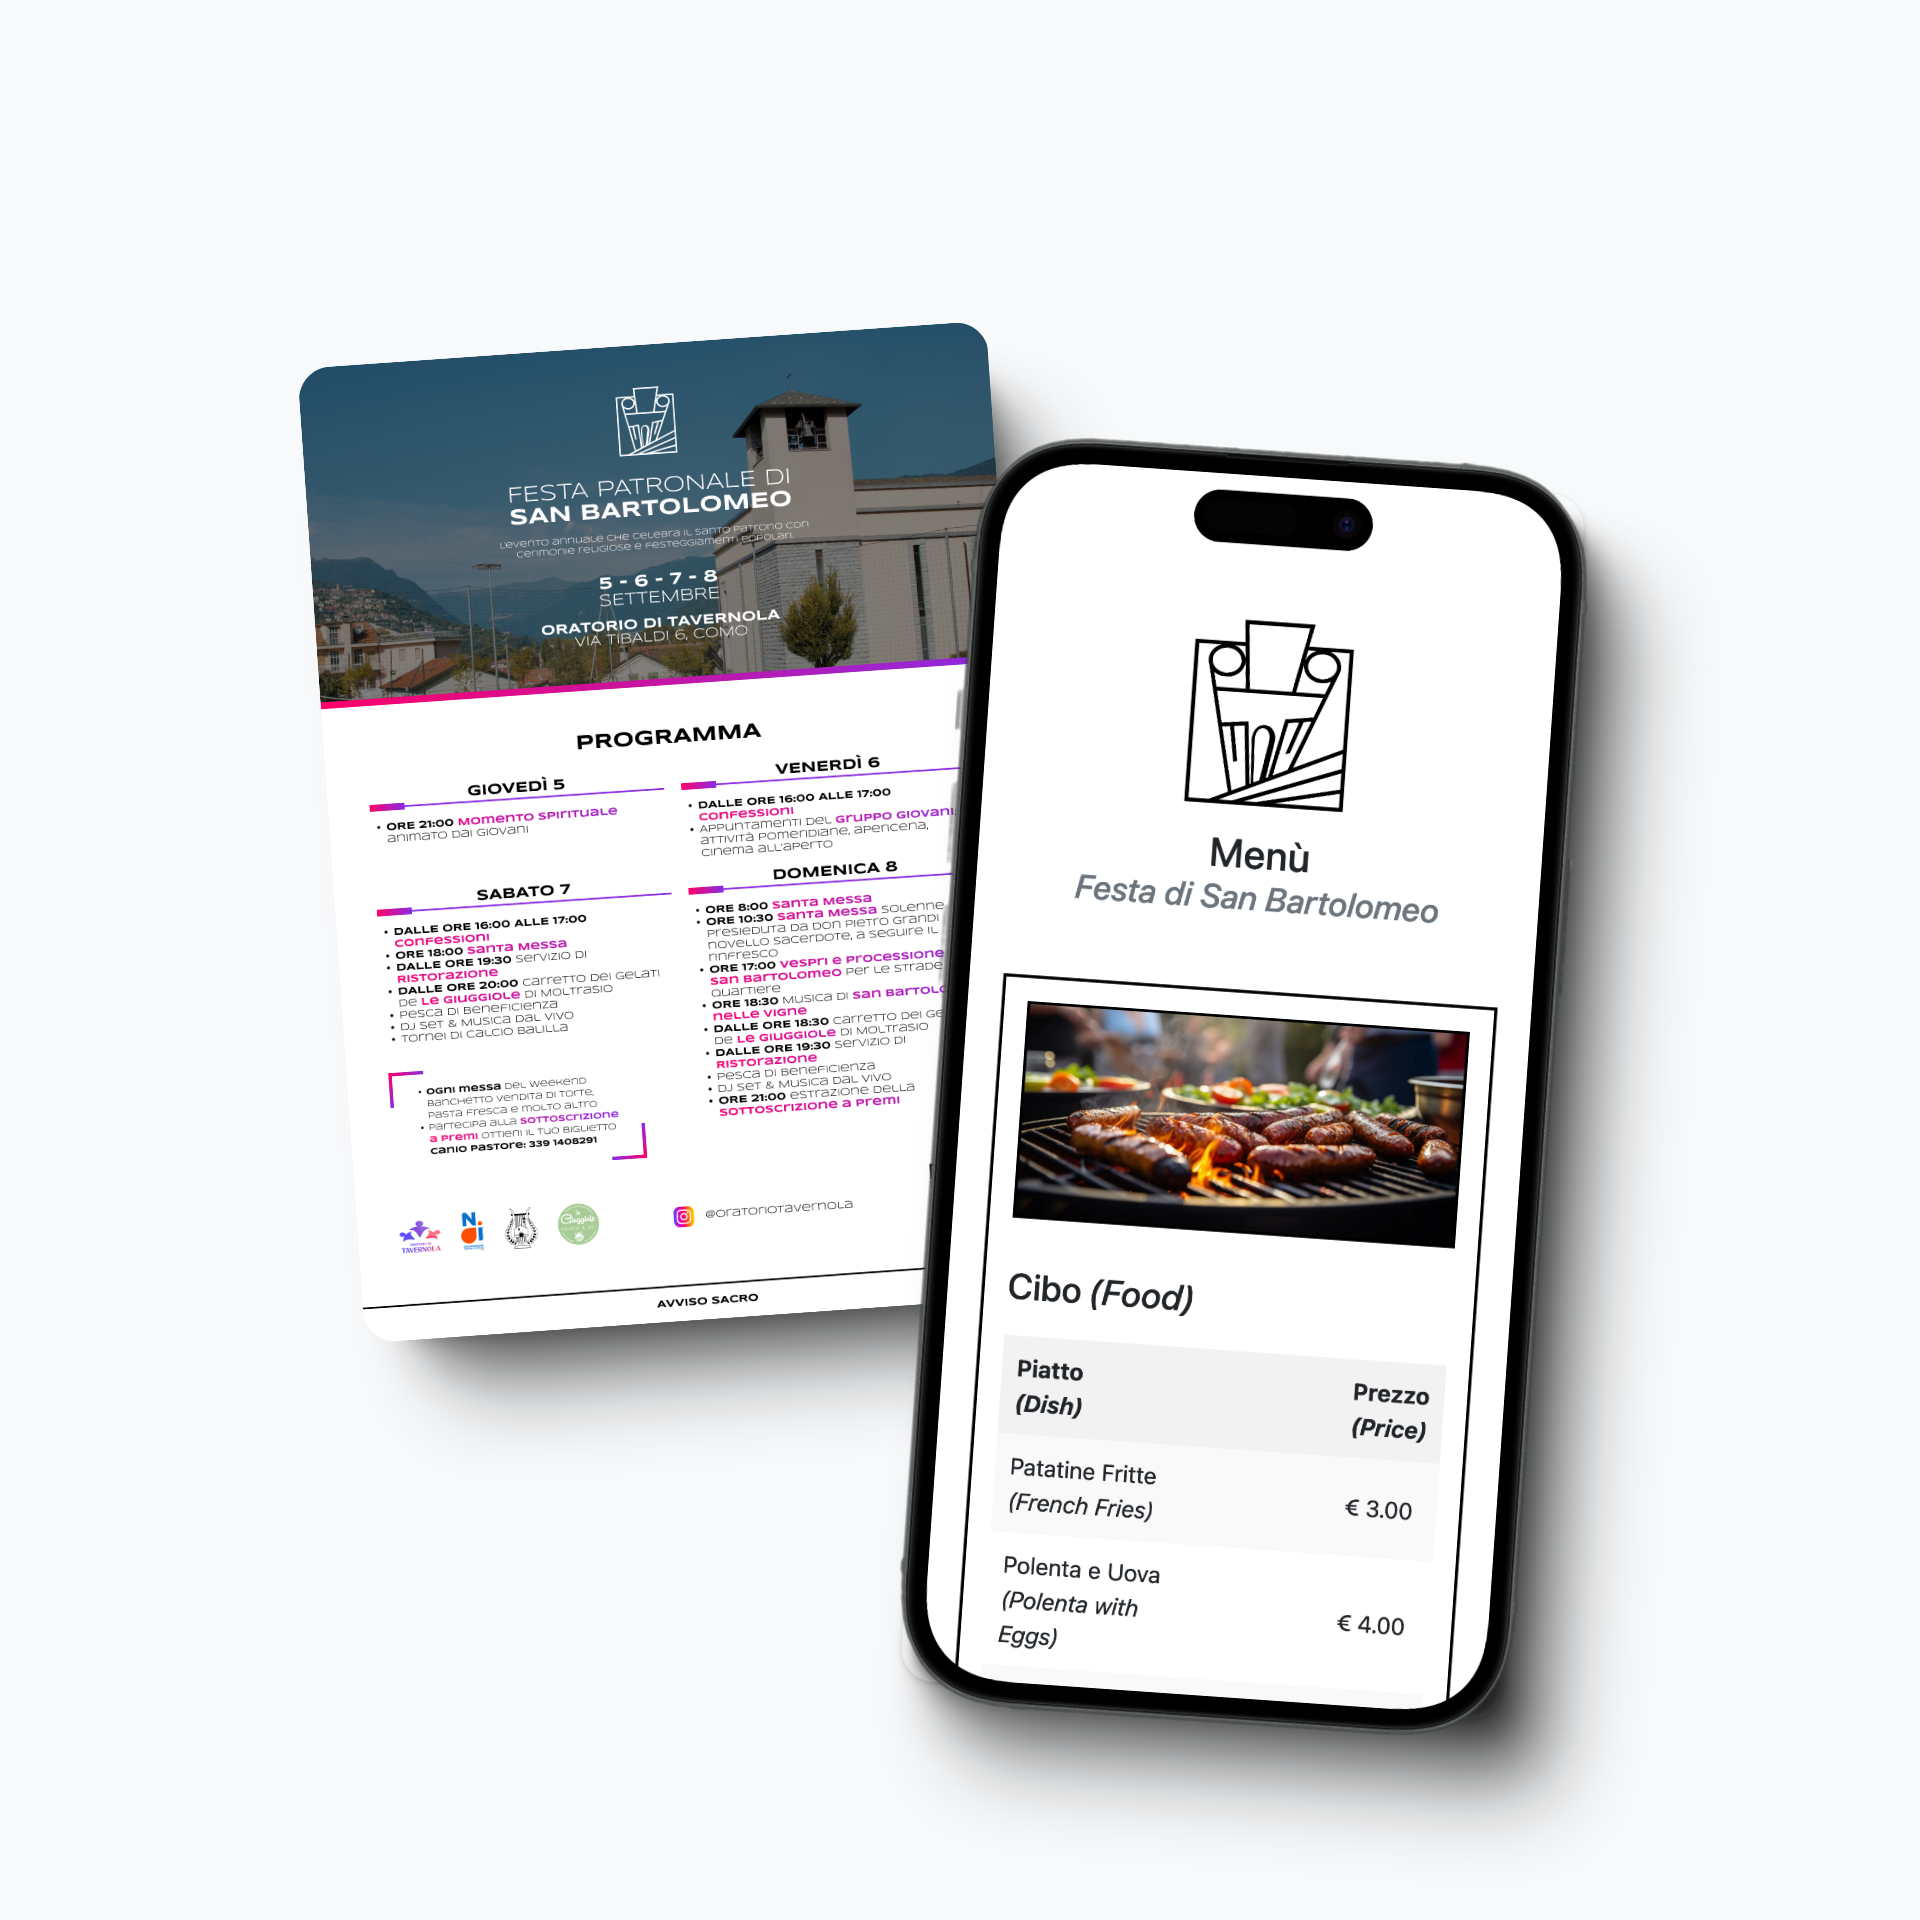 FESTA PATRONALE DI
SAN BARTOLOMEO
L'evento annuale che celebra il santo patrono con
cerimonie religiose e festeggiamenti popolari.
5 - 6 - 7 - 8
SETTEMBRE
ORATORIO DI TAVERNOLA
VIA TIBALDI 6, COMO
PROGRAMMA
GIOVEDÌ 5
• ORE 21:00 Momento spirituale
animato dai giovani
VENERDÌ 6
• DALLE ORE 16:00 ALLE 17:00
confessioni
• Appuntamenti del gruppo giovani:
attività pomeridiane, apericena,
cinema all'aperto
SABATO 7
• DALLE ORE 16:00 ALLE 17:00
confessioni
• ORE 18:00 santa messa
• DALLE ORE 19:30 servizio di
ristorazione
• DALLE ORE 20:00 carretto dei gelati
de Le Giuggiole di Moltrasio
• pesca di beneficienza
• DJ set & musica dal vivo
• tornei di calcio balilla
DOMENICA 8
• ORE 8:00 santa messa
• ORE 10:30 santa messa solenne
presieduta da don Pietro Grandi
novello sacerdote, a seguire il
rinfresco
• ORE 17:00 vespri e processione
san Bartolomeo per le strade
quartiere
• ORE 18:30 musica di san Bartolo
nelle vigne
• DALLE ORE 18:30 carretto dei ge
de Le Giuggiole di Moltrasio
• DALLE ORE 19:30 servizio di
ristorazione
• pesca di beneficienza
• DJ set & musica dal vivo
• ORE 21:00 estrazione della
sottoscrizione a premi
• ogni messa del weekend
banchetto vendita di torte,
pasta fresca e molto altro
• partecipa alla sottoscrizione
a premi ottieni il tuo biglietto
canio pastore: 339 1408291
TAVERNOLA
N.i
Giuggiole
@oratoriotavernola
AVVISO SACRO
Menù
Festa di San Bartolomeo
Cibo (Food)
Piatto
(Dish)
Prezzo
(Price)
Patatine Fritte
(French Fries)
€ 3.00
Polenta e Uova
(Polenta with
Eggs)
€ 4.00